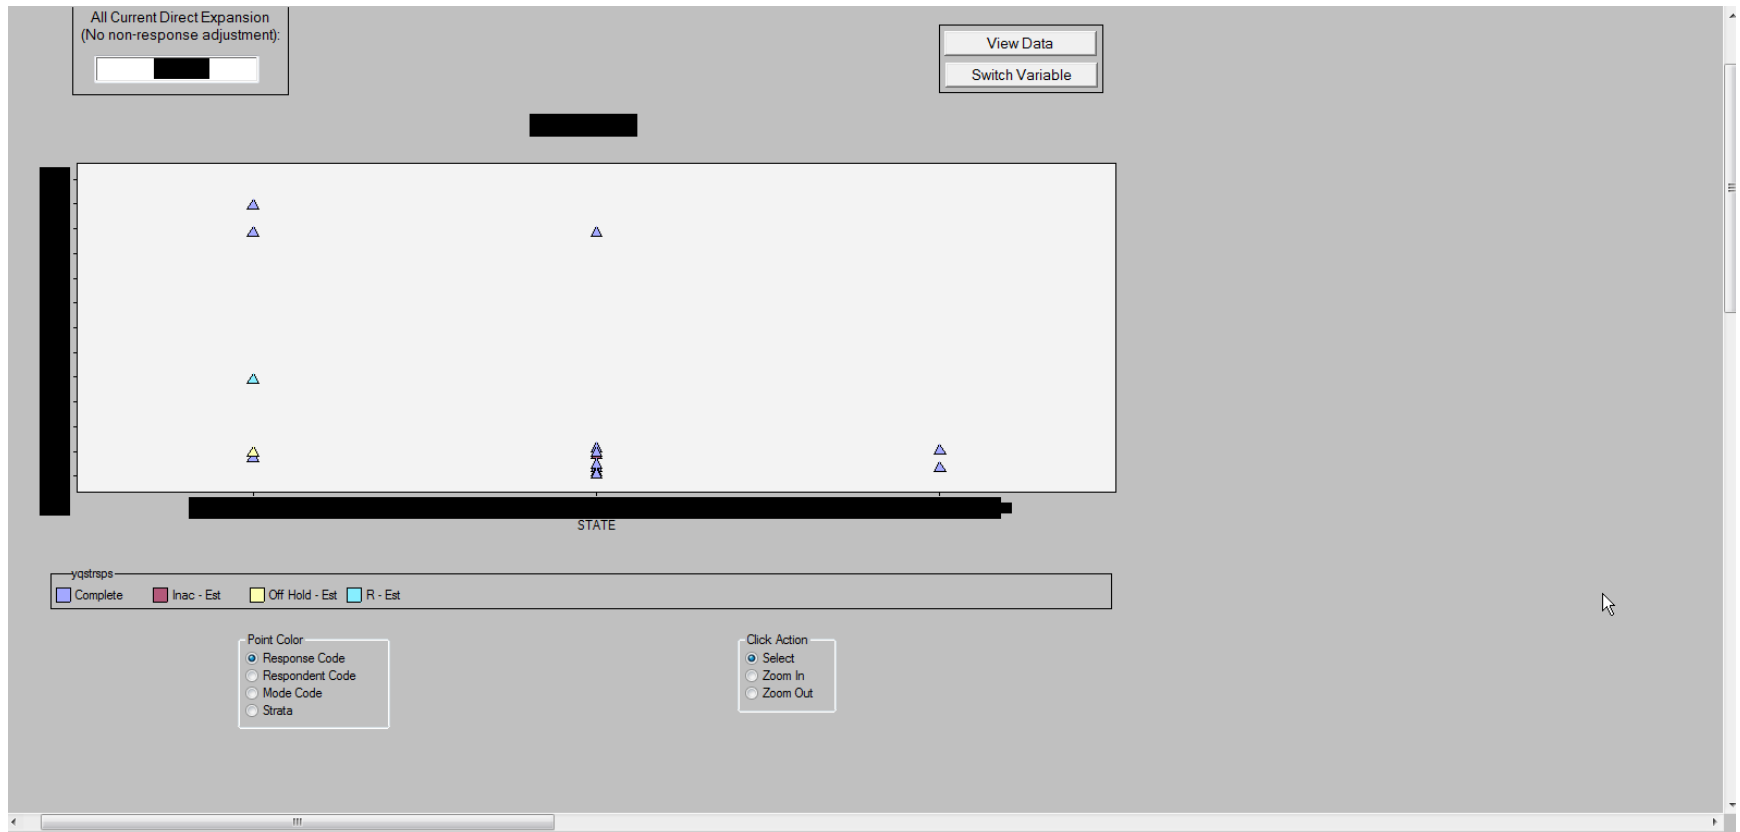 All Current Direct Expansion
(No non-response adjustment):
View Data
Switch Variable
STATE
yqstrsps
Complete Inac - Est Off Hold - Est R - Est
Point Color
Response Code
Respondent Code
Mode Code
Strata
Click Action
Select
Zoom In
Zoom Out